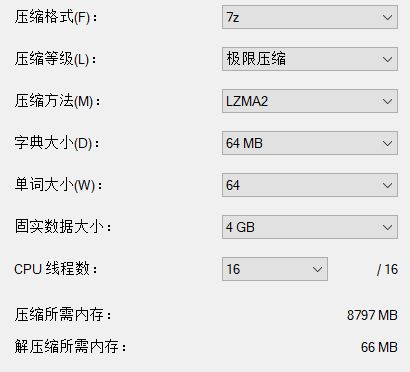 压缩格式(F)： 7z
压缩等级(L)： 极限压缩
压缩方法(M)： LZMA2
字典大小(D)： 64 MB
单词大小(W)： 64
固实数据大小： 4 GB
CPU 线程数： 16 / 16
压缩所需内存： 8797 MB
解压缩所需内存： 66 MB